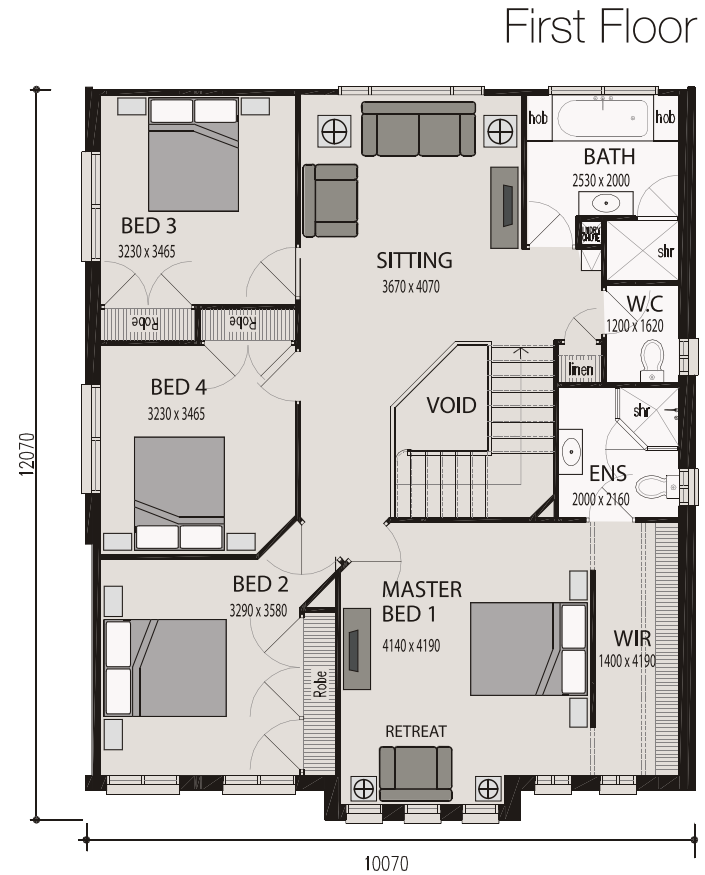 First Floor
hob
hob
BATH
2530 x 2000
BED 3
3230 x 3465
SITTING
3670 x 4070
shr
W.C
1200 x 1620
Robe
Robe
linen
BED 4
3230 x 3465
VOID
shr
ENS
2000 x 2160
12070
BED 2
3290 x 3580
MASTER
BED 1
4140 x 4190
WIR
1400 x 4190
Robe
RETREAT
10070